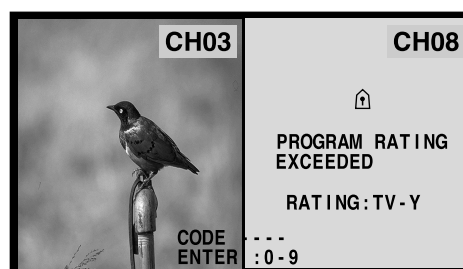 CH03
CH08
PROGRAM RATING
EXCEEDED
RATING:TV-Y
CODE ----
ENTER :0-9